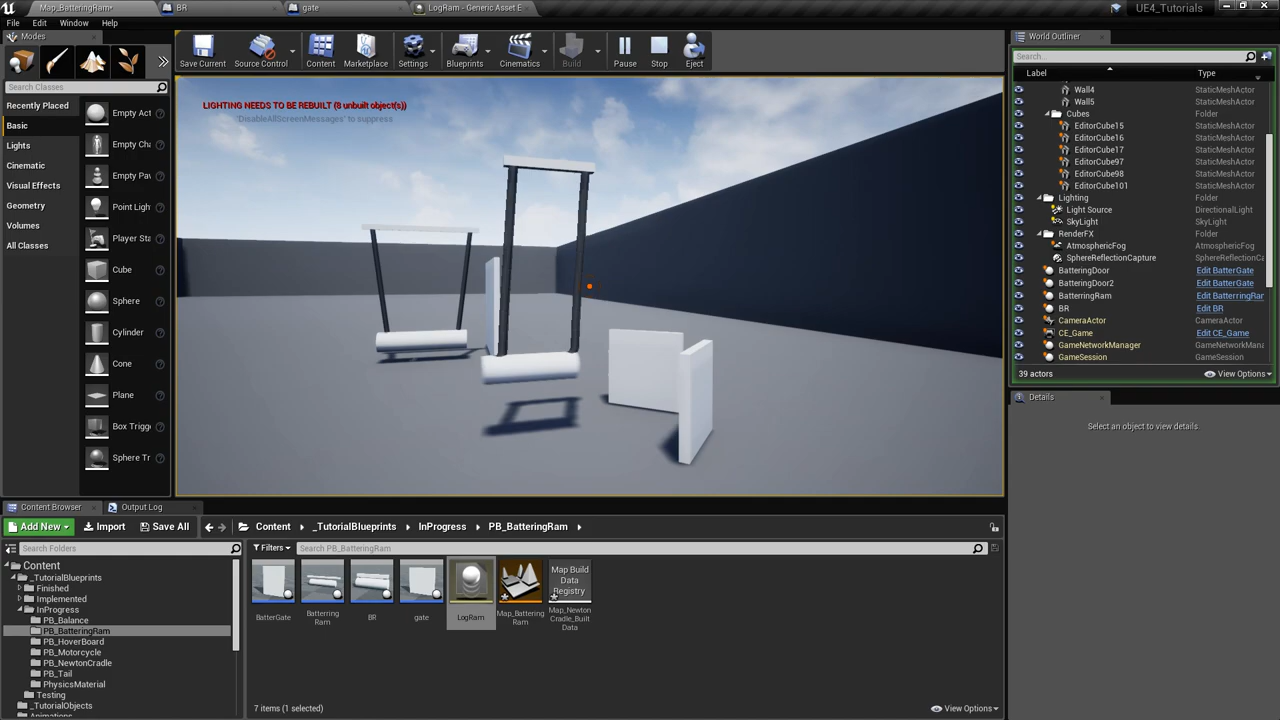 Map_BatteringRam*
BR
gate
LogRam - Generic Asset E
UE4_Tutorials
File Edit Window Help
Modes
Search Classes
Recently Placed
Basic
Lights
Cinematic
Visual Effects
Geometry
Volumes
All Classes
Empty Act
Empty Cha
Empty Pav
Point Ligh
Player Sta
Cube
Sphere
Cylinder
Cone
Plane
Box Trigg
Sphere Tr
Save Current
Source Control
Content
Marketplace
Settings
Blueprints
Cinematics
Build
Pause
Stop
Eject
LIGHTING NEEDS TO BE REBUILT (8 unbuilt object(s))
'DisableAllScreenMessages' to suppress
World Outliner
Search...
Label Type
Wall4 StaticMeshActor
Wall5 StaticMeshActor
Cubes Folder
EditorCube15 StaticMeshActor
EditorCube16 StaticMeshActor
EditorCube17 StaticMeshActor
EditorCube97 StaticMeshActor
EditorCube98 StaticMeshActor
EditorCube101 StaticMeshActor
Lighting Folder
Light Source DirectionalLight
SkyLight SkyLight
RenderFX Folder
AtmosphericFog AtmosphericFog
SphereReflectionCapture SphereReflectionC
BatteringDoor Edit BatterGate
BatteringDoor2 Edit BatterGate
BatterringRam Edit BatterringRar
BR Edit BR
CameraActor CameraActor
CE_Game Edit CE_Game
GameNetworkManager GameNetworkMana
GameSession GameSession
39 actors
View Options
Details
Select an object to view details.
Content Browser
Output Log
Add New
Import
Save All
Content
_TutorialBlueprints
InProgress
PB_BatteringRam
Search Folders
Filters
Search PB_BatteringRam
Content
_TutorialBlueprints
Finished
Implemented
InProgress
PB_Balance
PB_BatteringRam
PB_HoverBoard
PB_Motorcycle
PB_NewtonCradle
PB_Tail
PhysicsMaterial
Testing
_TutorialObjects
Animations
BatterGate
Batterring
Ram
BR
gate
LogRam
Map_Battering
Ram
Map Build
Data
Registry
Map_Newton
Cradle_Built
Data
7 items (1 selected)
View Options